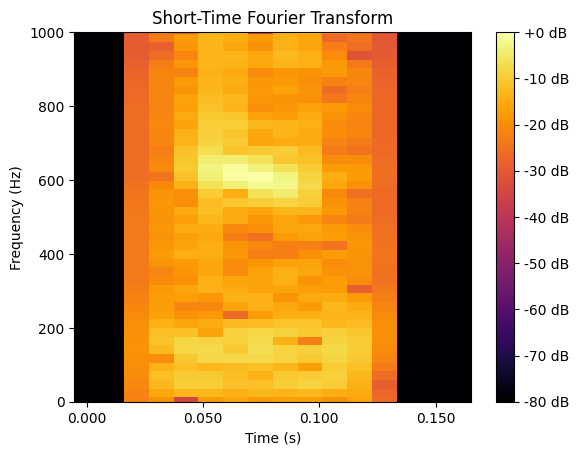 Short-Time Fourier Transform
1000
800
600
400
200
0
Frequency (Hz)
0.000
0.050
0.100
0.150
Time (s)
+0 dB
-10 dB
-20 dB
-30 dB
-40 dB
-50 dB
-60 dB
-70 dB
-80 dB